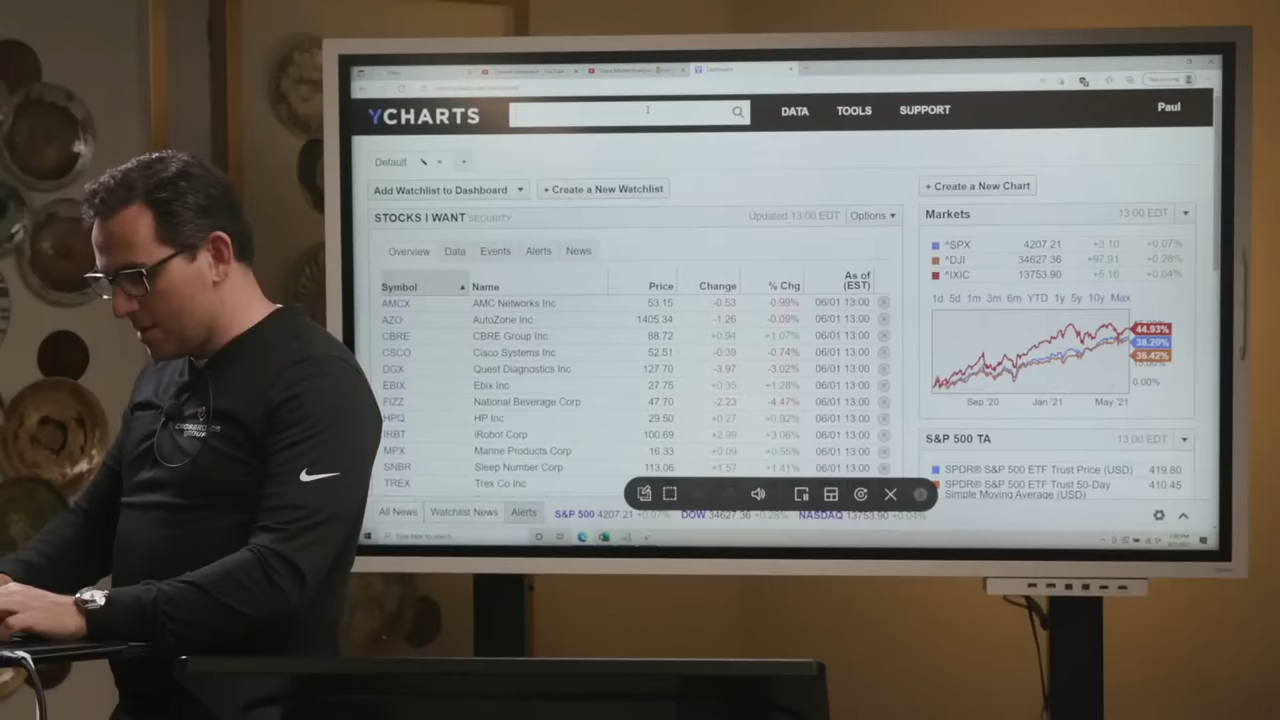 YCHARTS DATA TOOLS SUPPORT Paul
Default
Add Watchlist to Dashboard + Create a New Watchlist
STOCKS I WANT SECURITY Updated 13:00 EDT Options
Overview Data Events Alerts News
Symbol Name Price Change % Chg As of (EST)
AMCX AMC Networks Inc 53.15 -0.53 -0.99% 06/01 13:00
AZO AutoZone Inc 1405.34 -1.26 -0.09% 06/01 13:00
CBRE CBRE Group Inc 88.72 +0.94 +1.07% 06/01 13:00
CSCO Cisco Systems Inc 52.51 -0.39 -0.74% 06/01 13:00
DGX Quest Diagnostics Inc 127.70 -3.97 -3.02% 06/01 13:00
EBIX Ebix Inc 27.75 +0.35 +1.28% 06/01 13:00
FIZZ National Beverage Corp 47.70 -2.23 -4.47% 06/01 13:00
HPQ HP Inc 29.50 +0.27 +0.92% 06/01 13:00
IRBT iRobot Corp 100.69 +2.99 +3.06% 06/01 13:00
MPX Marine Products Corp 16.33 +0.09 +0.55% 06/01 13:00
SNBR Sleep Number Corp 113.06 +1.57 +1.41% 06/01 13:00
TREX Trex Co Inc
All News Watchlist News Alerts S&P 500 4207.21 +0.07% DOW 34627.36 +0.28% NASDAQ 13753.90 +0.04%
+ Create a New Chart
Markets 13:00 EDT
^SPX 4207.21 +3.10 +0.07%
^DJI 34627.36 +97.91 +0.28%
^IXIC 13753.90 +5.16 +0.04%
1d 5d 1m 3m 6m YTD 1y 5y 10y Max
44.93%
38.20%
36.42%
0.00%
Sep '20 Jan '21 May '21
S&P 500 TA 13:00 EDT
SPDR® S&P 500 ETF Trust Price (USD) 419.80
SPDR® S&P 500 ETF Trust 50-Day 410.45
Simple Moving Average (USD)
CROSSROADS
GROUP